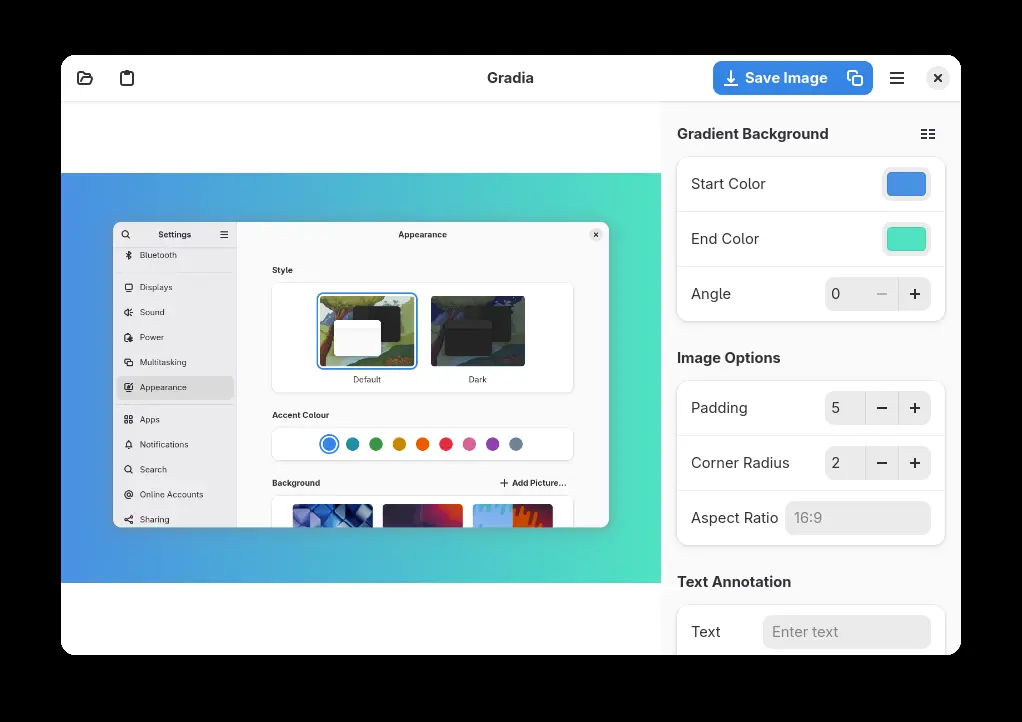 Gradia
Save Image
Settings
Bluetooth
Displays
Sound
Power
Multitasking
Appearance
Apps
Notifications
Search
Online Accounts
Sharing
Appearance
Style
Default
Dark
Accent Colour
Background
Add Picture...
Gradient Background
Start Color
End Color
Angle
0
Image Options
Padding
5
Corner Radius
2
Aspect Ratio
16:9
Text Annotation
Text
Enter text